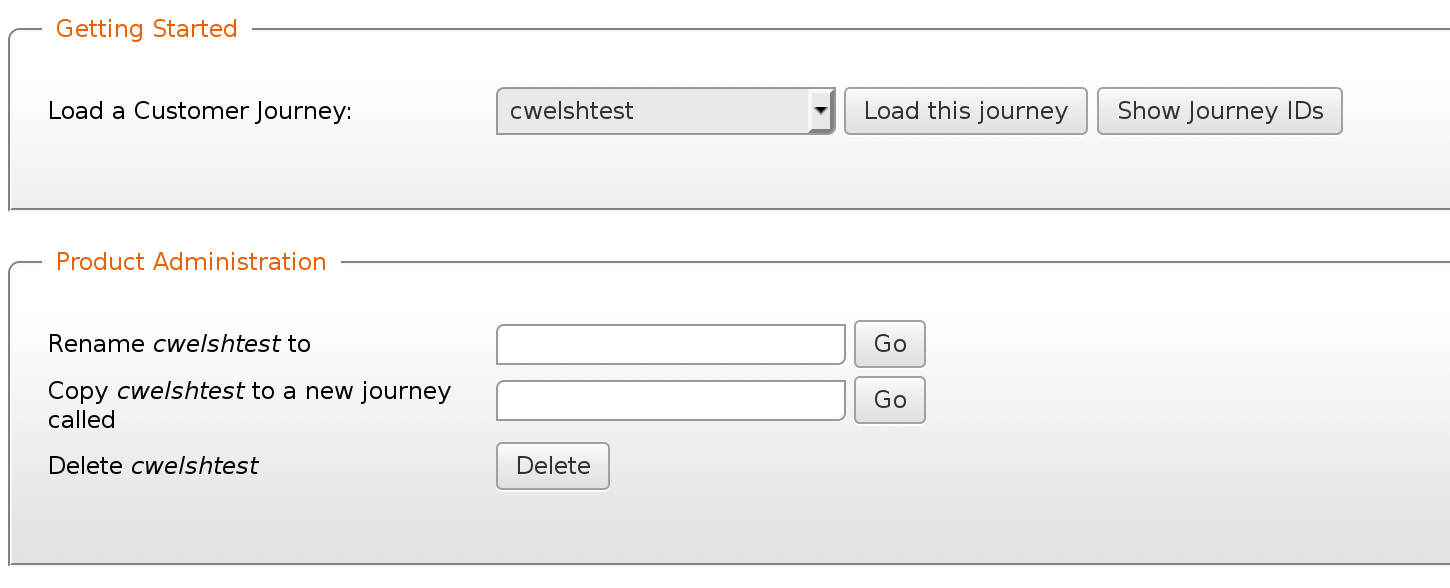 Getting Started
Load a Customer Journey: cwelshtest Load this journey Show Journey IDs
Product Administration
Rename cwelshtest to Go
Copy cwelshtest to a new journey
called Go
Delete cwelshtest Delete